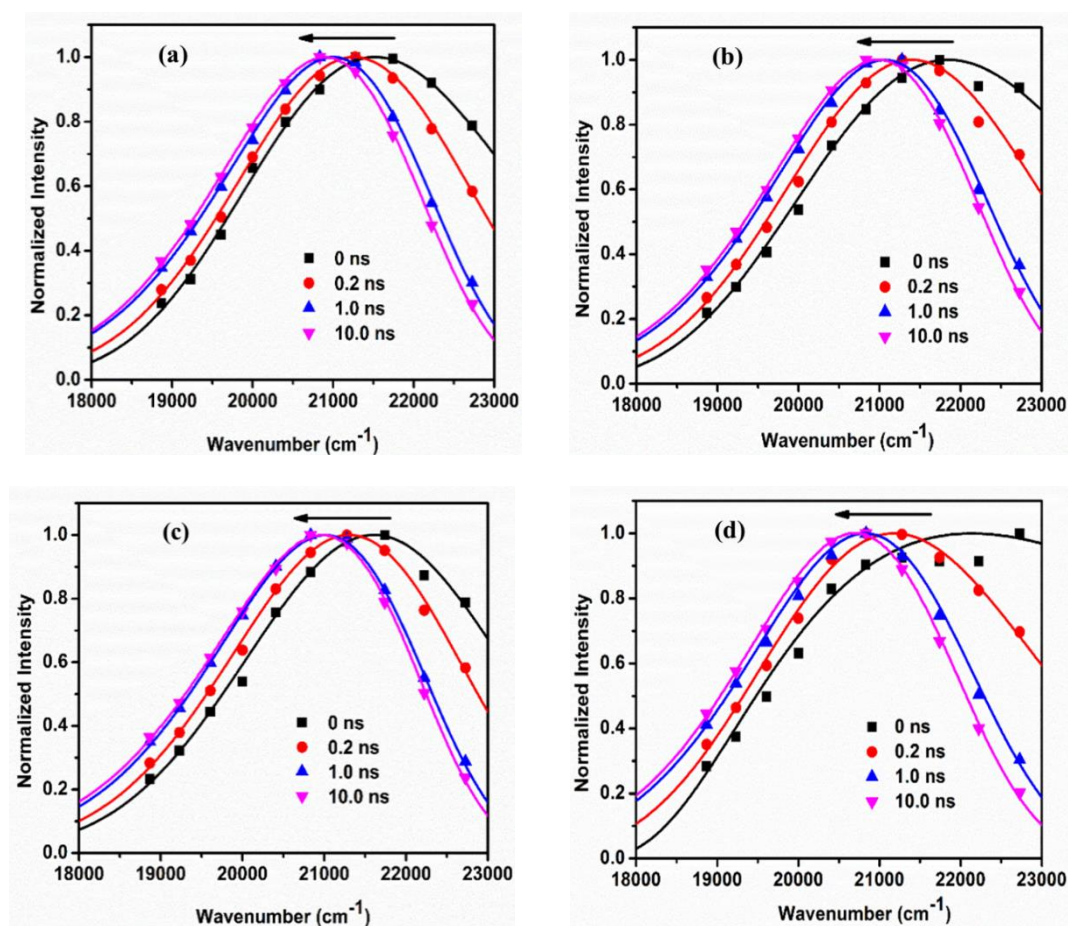 (a)
Normalized Intensity
1.0
0.8
0.6
0.4
0.2
0.0
0 ns
0.2 ns
1.0 ns
10.0 ns
18000 19000 20000 21000 22000 23000
Wavenumber (cm-1)
(b)
Normalized Intensity
1.0
0.8
0.6
0.4
0.2
0.0
0 ns
0.2 ns
1.0 ns
10.0 ns
18000 19000 20000 21000 22000 23000
Wavenumber (cm-1)
(c)
Normalized Intensity
1.0
0.8
0.6
0.4
0.2
0.0
0 ns
0.2 ns
1.0 ns
10.0 ns
18000 19000 20000 21000 22000 23000
Wavenumber (cm-1)
(d)
Normalized Intensity
1.0
0.8
0.6
0.4
0.2
0.0
0 ns
0.2 ns
1.0 ns
10.0 ns
18000 19000 20000 21000 22000 23000
Wavenumber (cm-1)